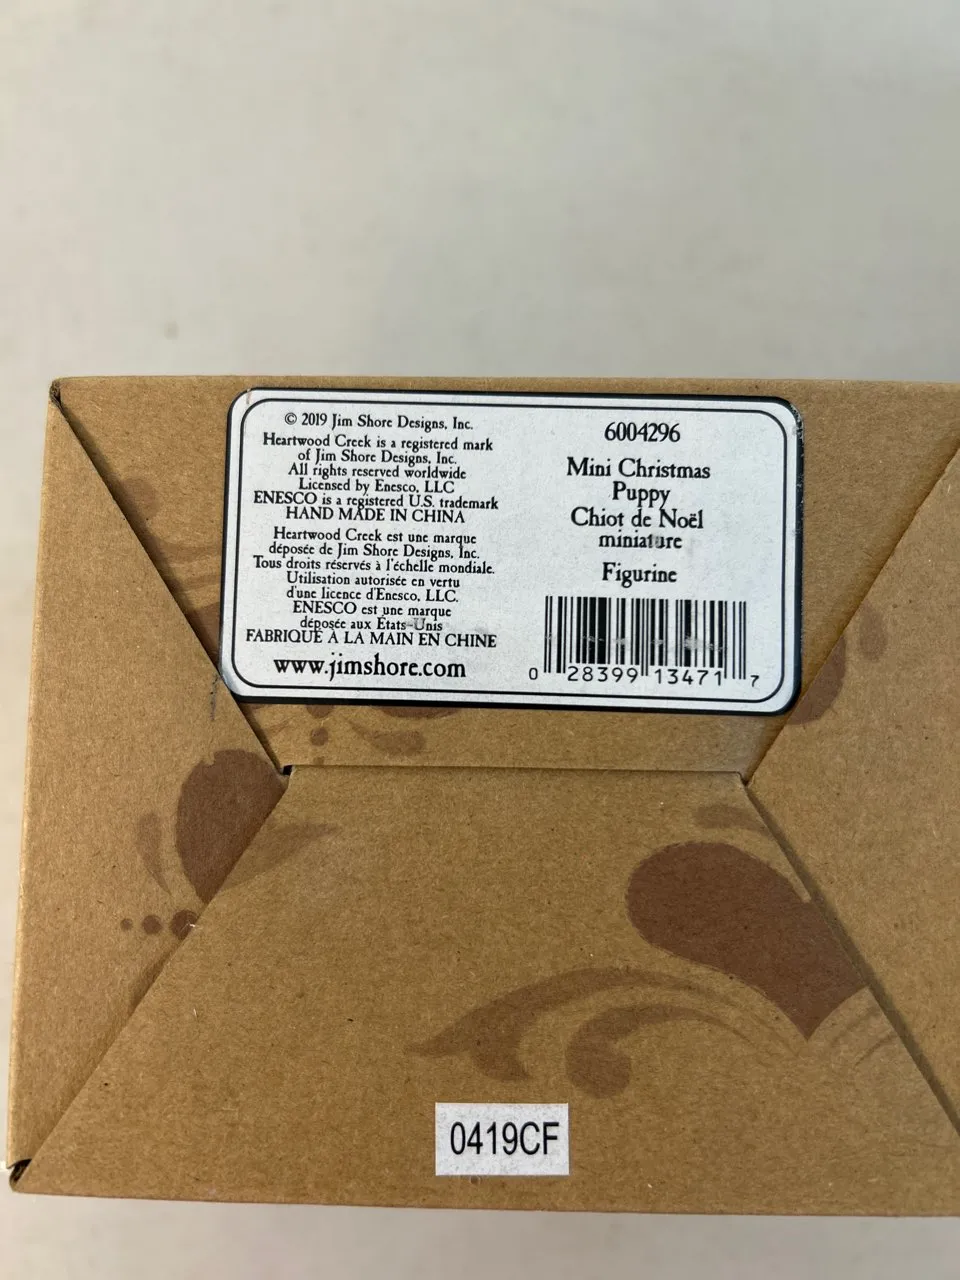 © 2019 Jim Shore Designs, Inc.
Heartwood Creek is a registered mark
of Jim Shore Designs, Inc.
All rights reserved worldwide
Licensed by Enesco, LLC
ENESCO is a registered U.S. trademark
HAND MADE IN CHINA
Heartwood Creek est une marque
déposée de Jim Shore Designs, Inc.
Tous droits réservés à l'échelle mondiale.
Utilisation autorisée en vertu
d'une licence d'Enesco, LLC.
ENESCO est une marque
déposée aux États-Unis
FABRIQUÉ À LA MAIN EN CHINE
www.jimshore.com
6004296
Mini Christmas
Puppy
Chiot de Noël
miniature
Figurine
0 28399 13471 7
0419CF